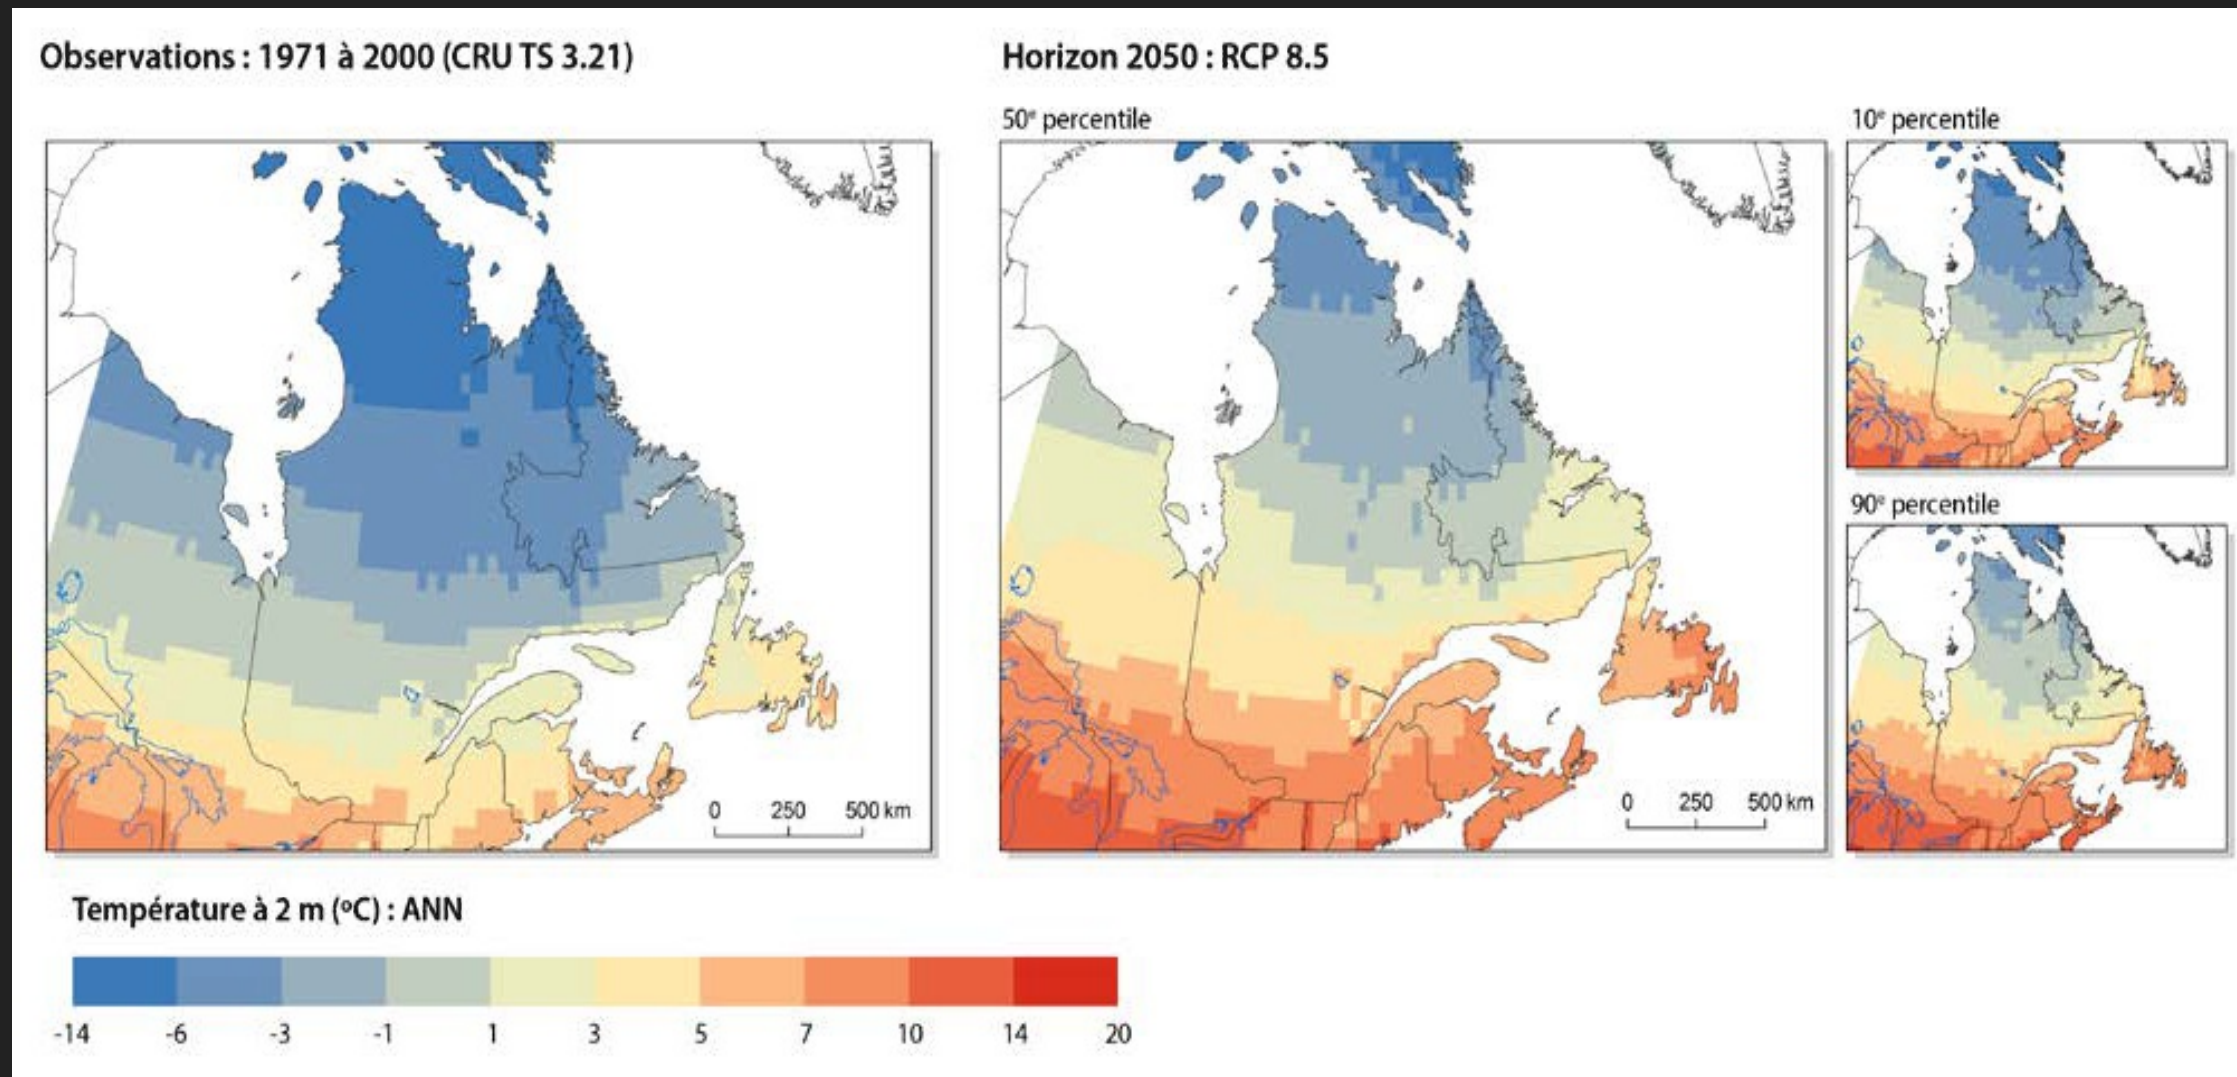 Observations : 1971 à 2000 (CRU TS 3.21)
Horizon 2050 : RCP 8.5
50e percentile
10e percentile
90e percentile
0 250 500 km
0 250 500 km
Température à 2 m (ºC) : ANN
-14 -6 -3 -1 1 3 5 7 10 14 20